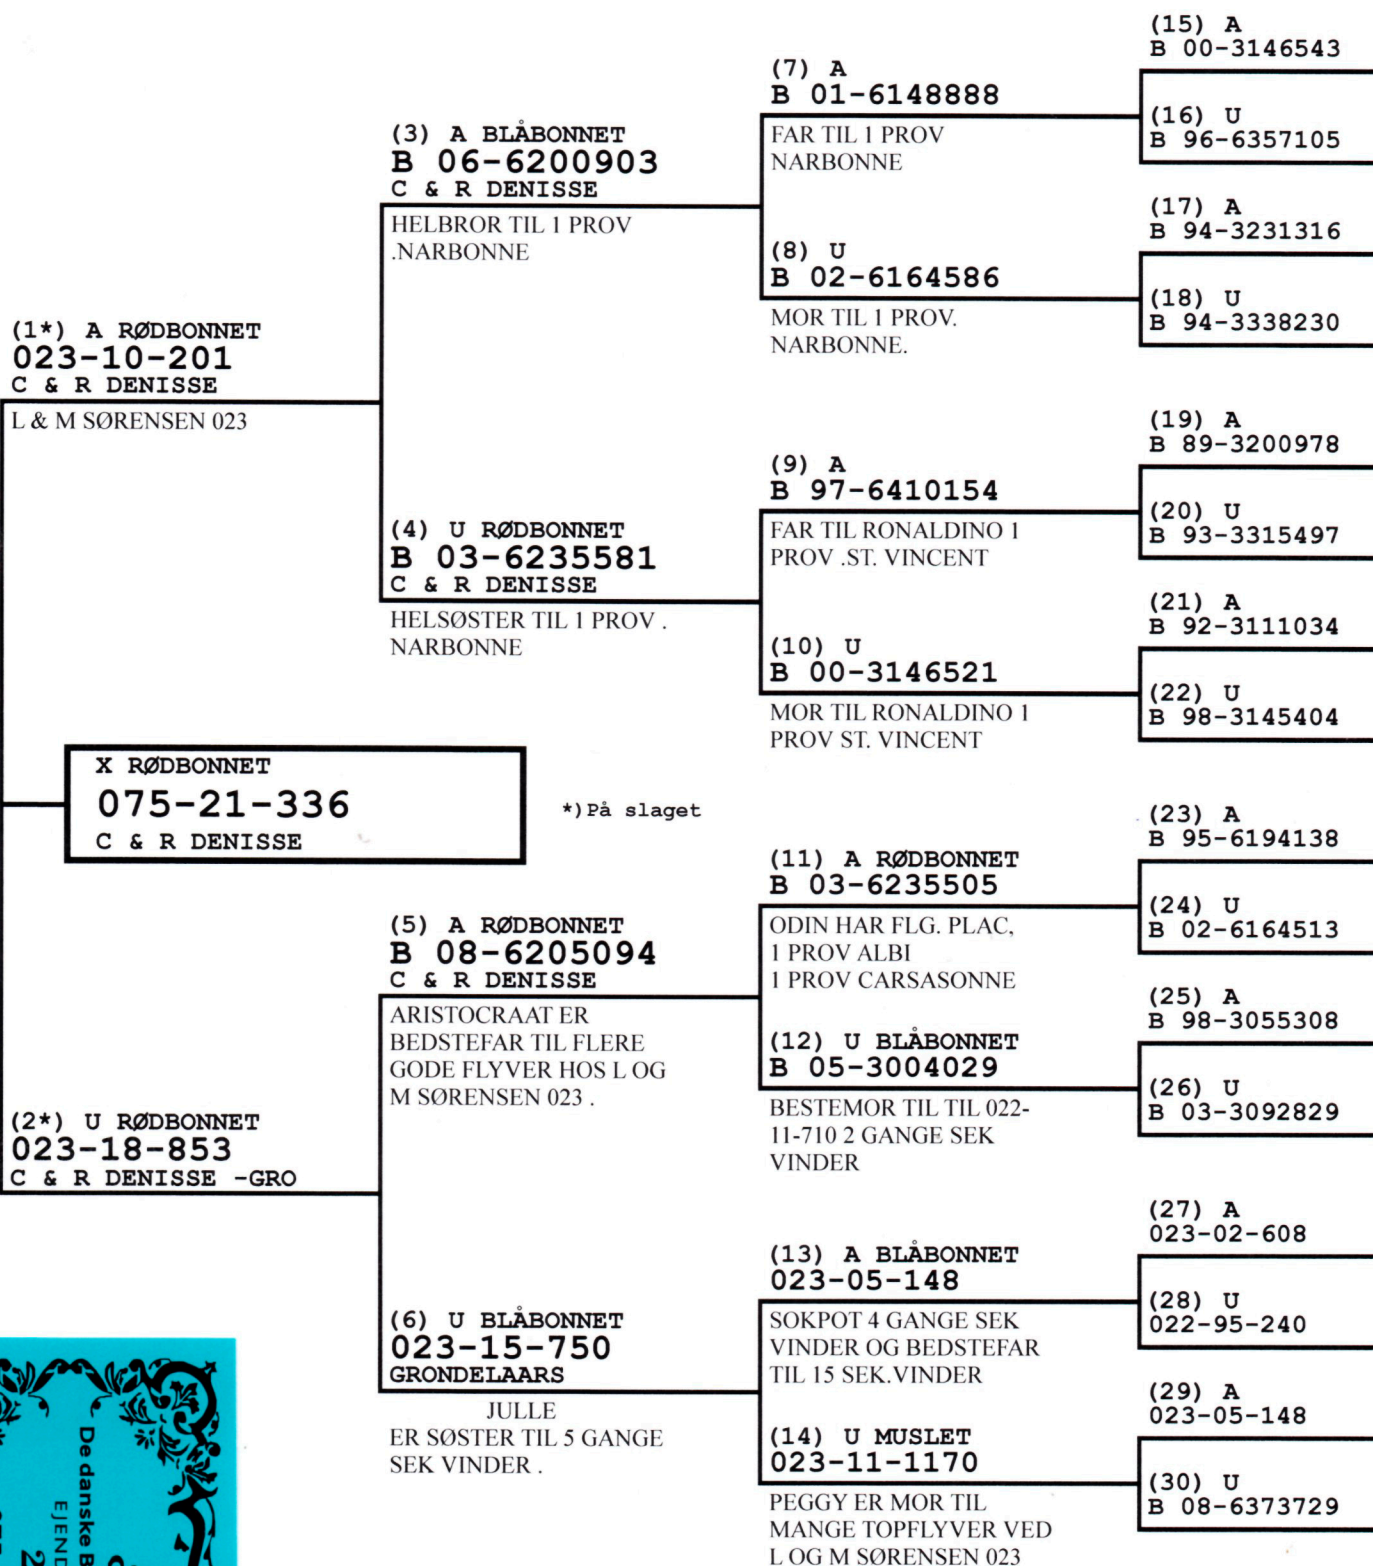 (1*) A RØDBONNET
023-10-201
C & R DENISSE
L & M SØRENSEN 023
X RØDBONNET
075-21-336
C & R DENISSE
*)På slaget
(2*) U RØDBONNET
023-18-853
C & R DENISSE -GRO
(3) A BLÅBONNET
B 06-6200903
C & R DENISSE
HELBROR TIL 1 PROV
.NARBONNE
(4) U RØDBONNET
B 03-6235581
C & R DENISSE
HELSØSTER TIL 1 PROV .
NARBONNE
(5) A RØDBONNET
B 08-6205094
C & R DENISSE
ARISTOCRAAT ER
BEDSTEFAR TIL FLERE
GODE FLYVER HOS L OG
M SØRENSEN 023 .
(6) U BLÅBONNET
023-15-750
GRONDELAARS
JULLE
ER SØSTER TIL 5 GANGE
SEK VINDER .
(7) A
B 01-6148888
FAR TIL 1 PROV
NARBONNE
(8) U
B 02-6164586
MOR TIL 1 PROV.
NARBONNE.
(9) A
B 97-6410154
FAR TIL RONALDINO 1
PROV .ST. VINCENT
(10) U
B 00-3146521
MOR TIL RONALDINO 1
PROV ST. VINCENT
(11) A RØDBONNET
B 03-6235505
ODIN HAR FLG. PLAC,
1 PROV ALBI
1 PROV CARSASONNE
(12) U BLÅBONNET
B 05-3004029
BESTEMOR TIL TIL 022-
11-710 2 GANGE SEK
VINDER
(13) A BLÅBONNET
023-05-148
SOKPOT 4 GANGE SEK
VINDER OG BEDSTEFAR
TIL 15 SEK.VINDER
(14) U MUSLET
023-11-1170
PEGGY ER MOR TIL
MANGE TOPFLYVER VED
L OG M SØRENSEN 023
(15) A
B 00-3146543
(16) U
B 96-6357105
(17) A
B 94-3231316
(18) U
B 94-3338230
(19) A
B 89-3200978
(20) U
B 93-3315497
(21) A
B 92-3111034
(22) U
B 98-3145404
(23) A
B 95-6194138
(24) U
B 02-6164513
(25) A
B 98-3055308
(26) U
B 03-3092829
(27) A
023-02-608
(28) U
022-95-240
(29) A
023-05-148
(30) U
B 08-6373729
De danske B
EJEND